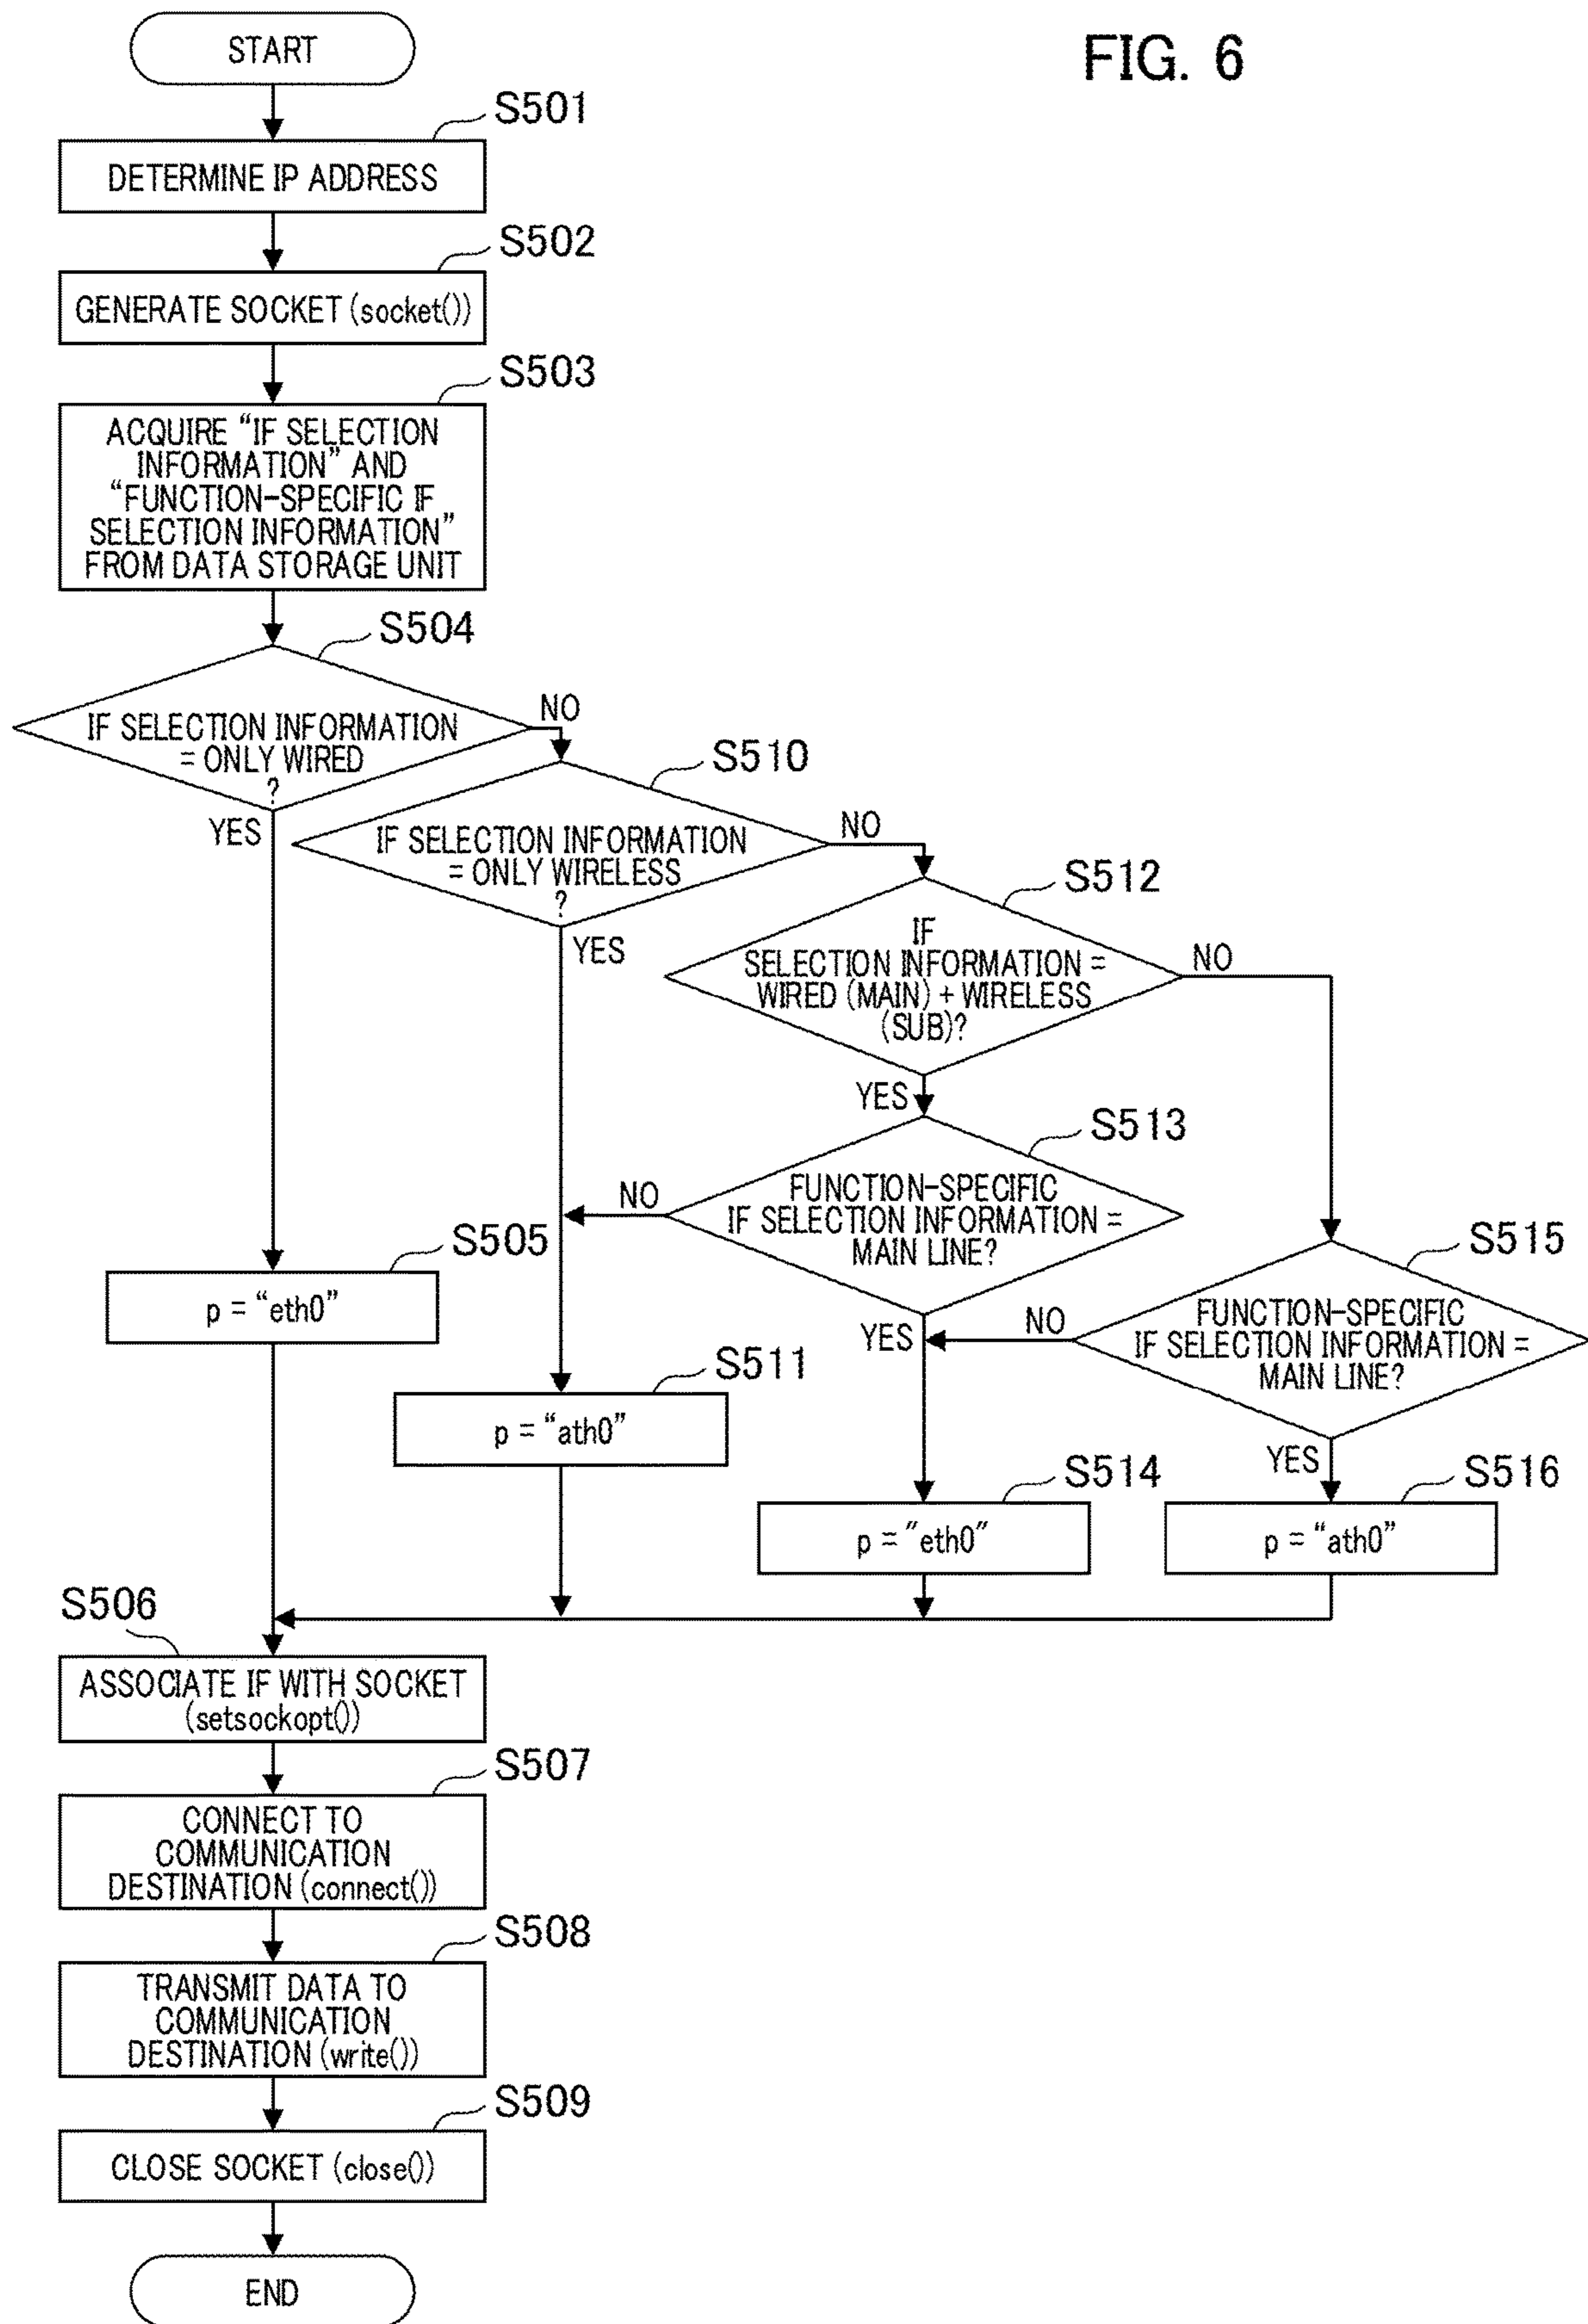 FIG. 6
START
S501
DETERMINE IP ADDRESS
S502
GENERATE SOCKET (socket())
S503
ACQUIRE “IF SELECTION
INFORMATION” AND
“FUNCTION-SPECIFIC IF
SELECTION INFORMATION”
FROM DATA STORAGE UNIT
S504
IF SELECTION INFORMATION
= ONLY WIRED
?
NO
YES
S510
IF SELECTION INFORMATION
= ONLY WIRELESS
?
NO
YES
S512
IF
SELECTION INFORMATION =
WIRED (MAIN) + WIRELESS
(SUB)?
NO
YES
S513
FUNCTION-SPECIFIC
IF SELECTION INFORMATION =
MAIN LINE?
NO
YES
S515
FUNCTION-SPECIFIC
IF SELECTION INFORMATION =
MAIN LINE?
NO
YES
S505
p = “eth0”
S511
p = “ath0”
S514
p = "eth0"
S516
p = “ath0”
S506
ASSOCIATE IF WITH SOCKET
(setsockopt())
S507
CONNECT TO
COMMUNICATION
DESTINATION (connect())
S508
TRANSMIT DATA TO
COMMUNICATION
DESTINATION (write())
S509
CLOSE SOCKET (close())
END